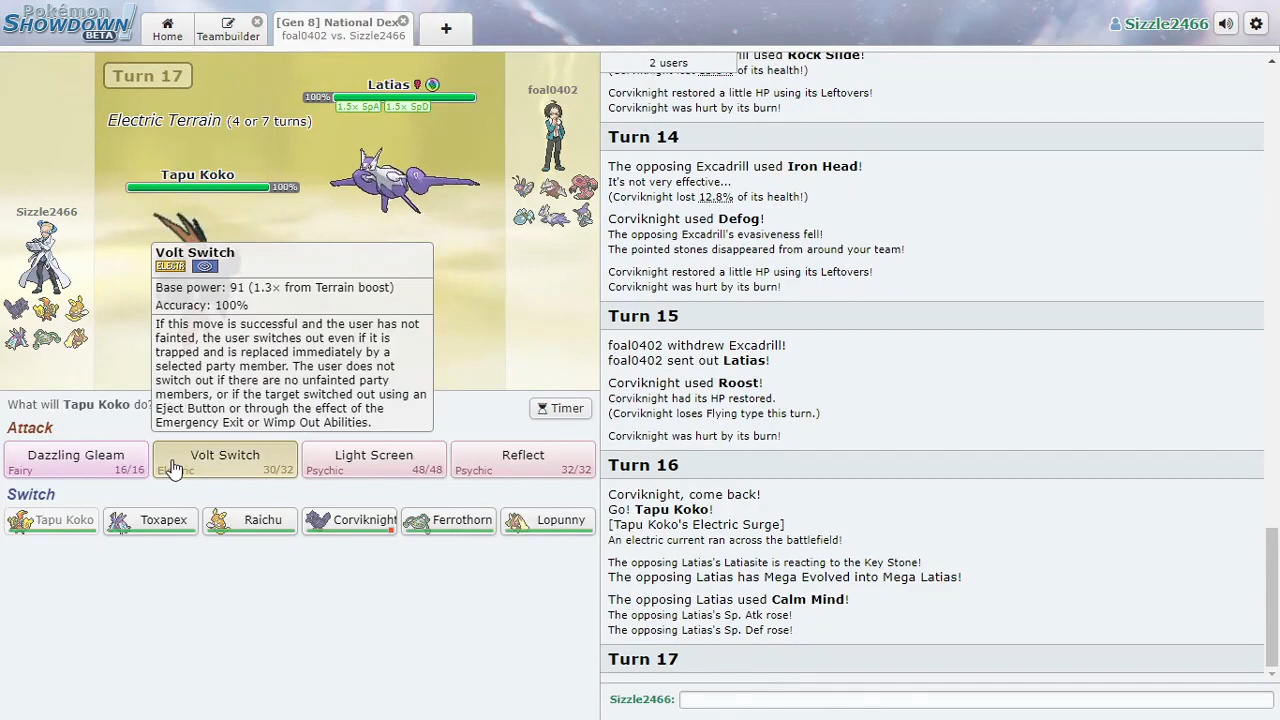 Pokémon
SHOWDOWN!
BETA
Home
Teambuilder
[Gen 8] National Dex
foal0402 vs. Sizzle2466
+
Sizzle2466
Turn 17
Latias
100%
1.5× SpA 1.5× SpD
foal0402
Electric Terrain (4 or 7 turns)
Tapu Koko
100%
Sizzle2466
Volt Switch
ELECTR
Base power: 91 (1.3× from Terrain boost)
Accuracy: 100%
If this move is successful and the user has not
fainted, the user switches out even if it is
trapped and is replaced immediately by a
selected party member. The user does not
switch out if there are no unfainted party
members, or if the target switched out using an
Eject Button or through the effect of the
Emergency Exit or Wimp Out Abilities.
What will Tapu Koko do?
Timer
Attack
Dazzling Gleam
Fairy 16/16
Volt Switch
30/32
Light Screen
Psychic 48/48
Reflect
Psychic 32/32
Switch
Tapu Koko
Toxapex
Raichu
Corviknight
Ferrothorn
Lopunny
2 users
ill used Rock Slide!
of its health!)
Corviknight restored a little HP using its Leftovers!
Corviknight was hurt by its burn!
Turn 14
The opposing Excadrill used Iron Head!
It's not very effective...
(Corviknight lost 12.8% of its health!)
Corviknight used Defog!
The opposing Excadrill's evasiveness fell!
The pointed stones disappeared from around your team!
Corviknight restored a little HP using its Leftovers!
Corviknight was hurt by its burn!
Turn 15
foal0402 withdrew Excadrill!
foal0402 sent out Latias!
Corviknight used Roost!
Corviknight had its HP restored.
(Corviknight loses Flying type this turn.)
Corviknight was hurt by its burn!
Turn 16
Corviknight, come back!
Go! Tapu Koko!
[Tapu Koko's Electric Surge]
An electric current ran across the battlefield!
The opposing Latias's Latiasite is reacting to the Key Stone!
The opposing Latias has Mega Evolved into Mega Latias!
The opposing Latias used Calm Mind!
The opposing Latias's Sp. Atk rose!
The opposing Latias's Sp. Def rose!
Turn 17
Sizzle2466: